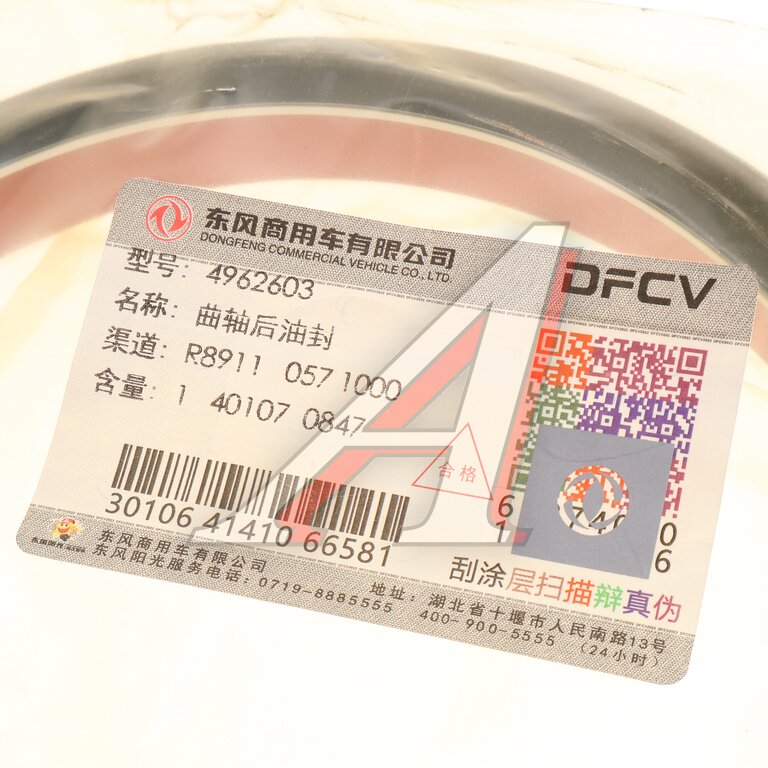 东风商用车有限公司
DONGFENG COMMERCIAL VEHICLE CO., LTD.
DFCV
型号: 4962603
名称: 曲轴后油封
渠道: R8911 0571000
含量: 1 401070847
合格
30106 41410 66581
刮涂层扫描辩真伪
东风商用车有限公司
地址: 湖北省十堰市人民南路13号
东风阳光服务电话: 0719-8885555 400-900-5555 (24小时)